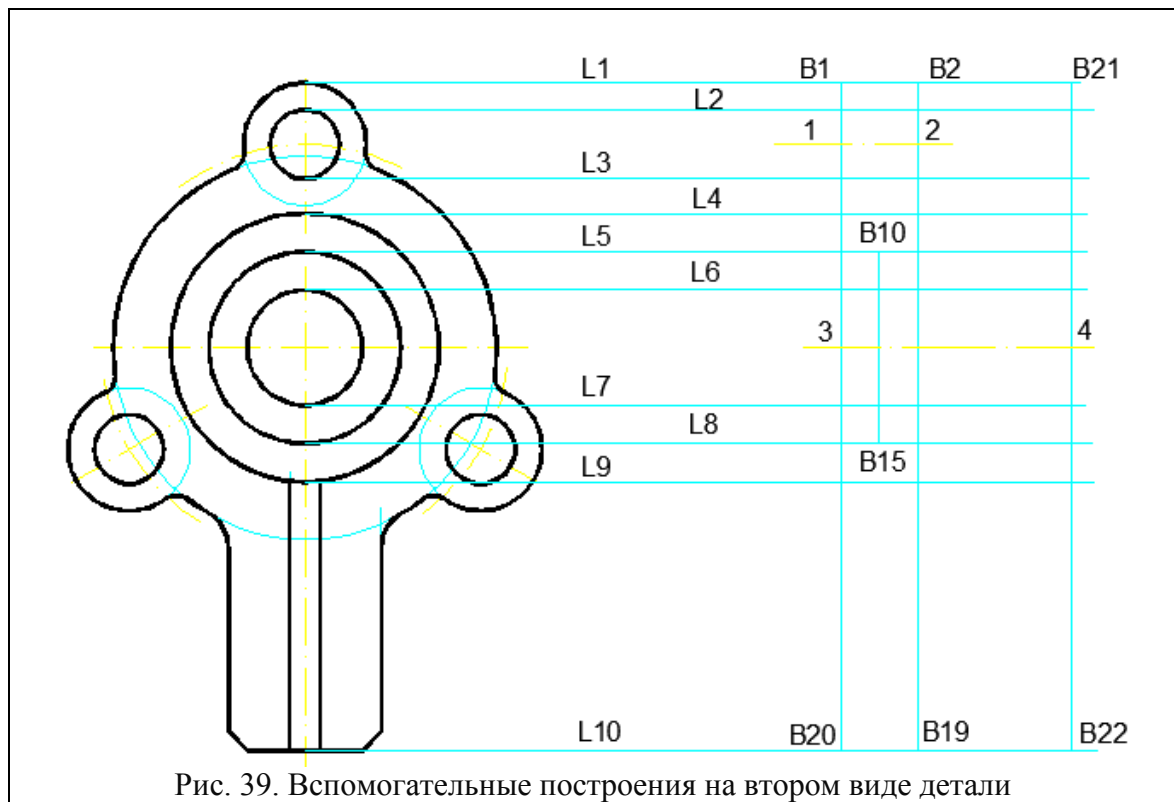 L1 B1 B2 B21
L2
1 2
L3
L4
L5 B10
L6
3 4
L7
L8
L9 B15
L10 B20 B19 B22
Рис. 39. Вспомогательные построения на втором виде детали